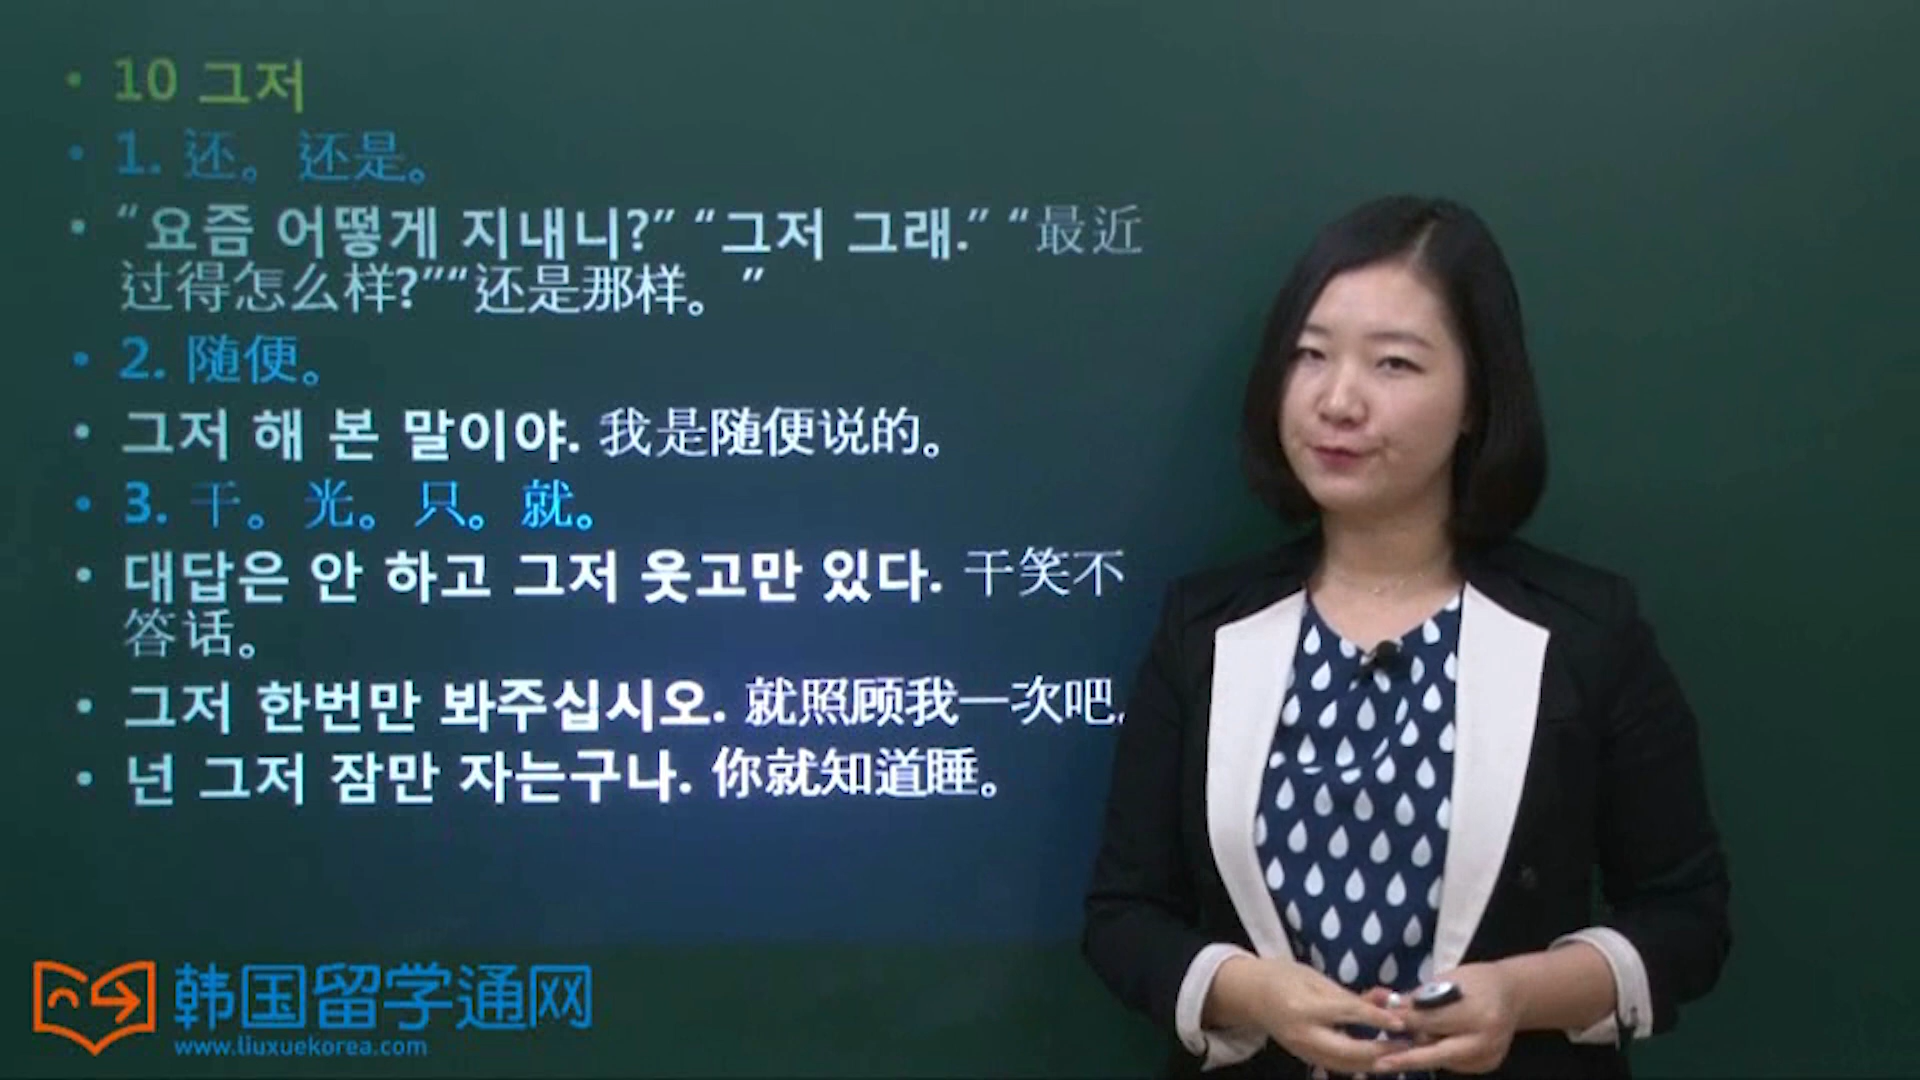 • 10 그저
• 1. 还。还是。
• “요즘 어떻게 지내니?” “그저 그래.” “最近
过得怎么样?”“还是那样。”
• 2. 随便。
• 그저 해 본 말이야. 我是随便说的。
• 3. 干。光。只。就。
• 대답은 안 하고 그저 웃고만 있다. 干笑不
答话。
• 그저 한번만 봐주십시오. 就照顾我一次吧.
• 넌 그저 잠만 자는구나. 你就知道睡。
韩国留学通网
www.liuxuekorea.com